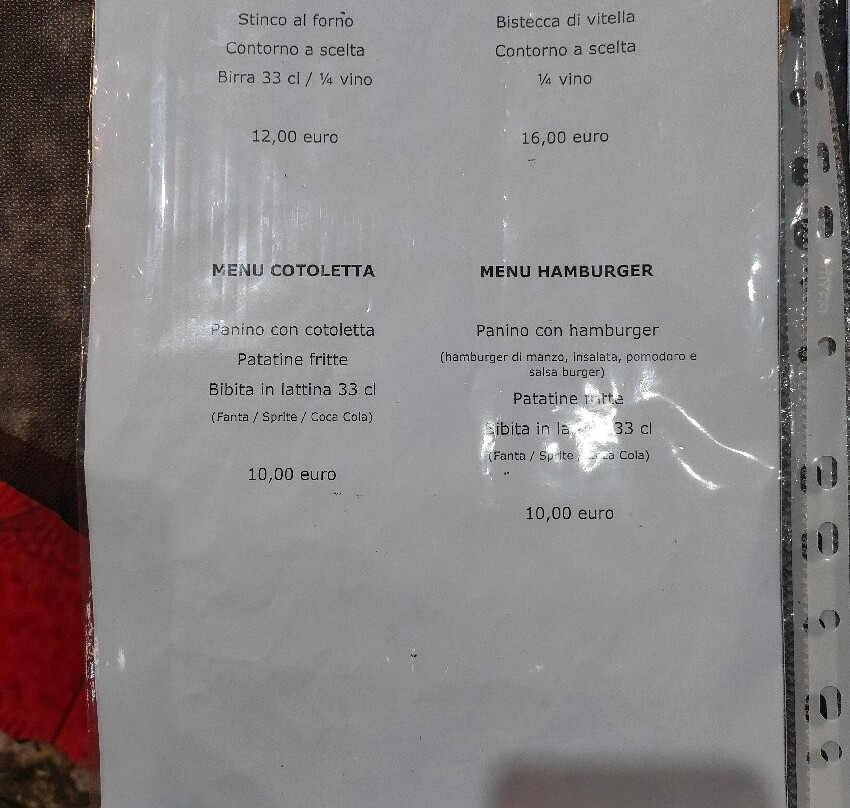 Stinco al forno
Contorno a scelta
Birra 33 cl / ¼ vino
12,00 euro
Bistecca di vitella
Contorno a scelta
¼ vino
16,00 euro
MENU COTOLETTA
Panino con cotoletta
Patatine fritte
Bibita in lattina 33 cl
(Fanta / Sprite / Coca Cola)
10,00 euro
MENU HAMBURGER
Panino con hamburger
(hamburger di manzo, insalata, pomodoro e
salsa burger)
Patatine fritte
Bibita in 33 cl
(Fanta / Sprite / Coca Cola)
10,00 euro